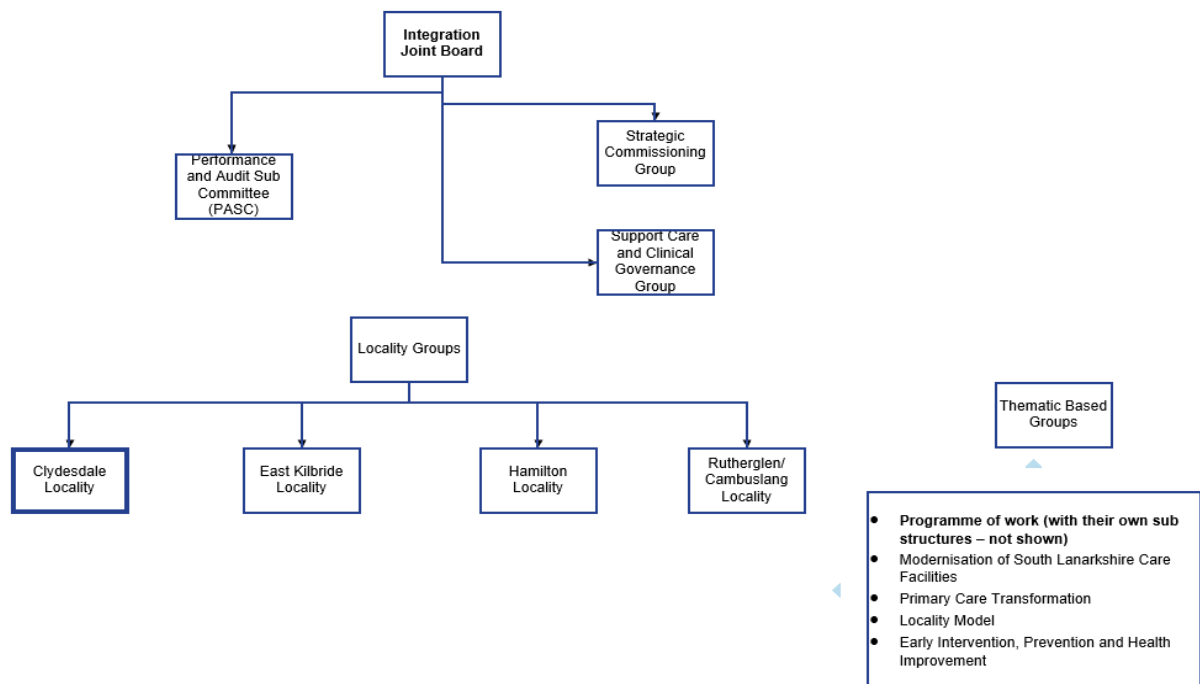 Integration
Joint Board
Performance
and Audit Sub
Committee
(PASC)
Strategic
Commissioning
Group
Support Care
and Clinical
Governance
Group
Locality Groups
Clydesdale
Locality
East Kilbride
Locality
Hamilton
Locality
Rutherglen/
Cambuslang
Locality
Thematic Based
Groups
● Programme of work (with their own sub
structures – not shown)
● Modernisation of South Lanarkshire Care
Facilities
● Primary Care Transformation
● Locality Model
● Early Intervention, Prevention and Health
Improvement